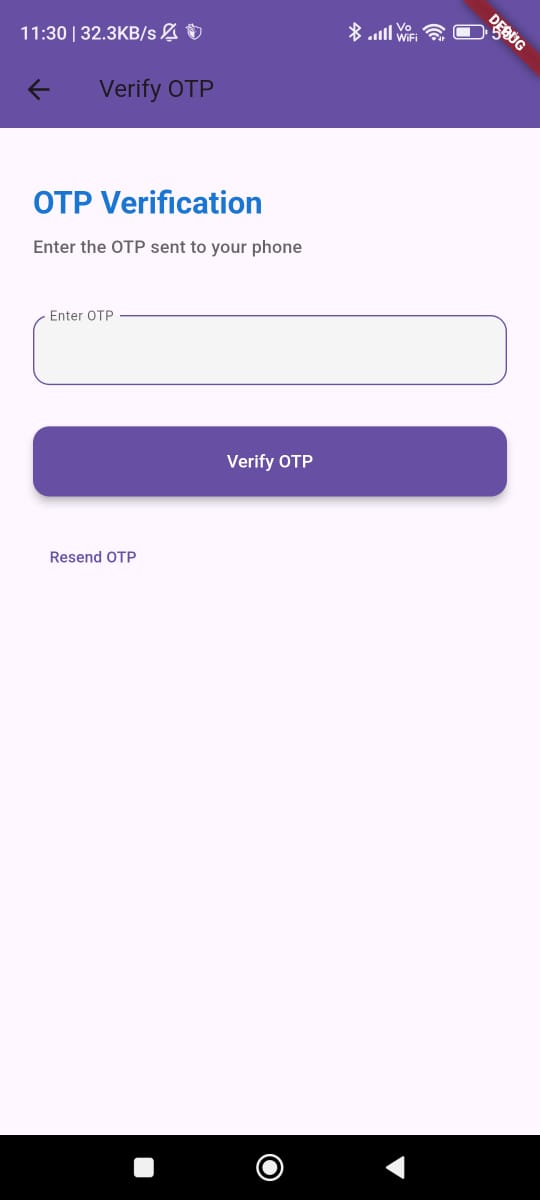 11:30 | 32.3KB/s
Vo
WiFi
DEBUG
Verify OTP
OTP Verification
Enter the OTP sent to your phone
Enter OTP
Verify OTP
Resend OTP